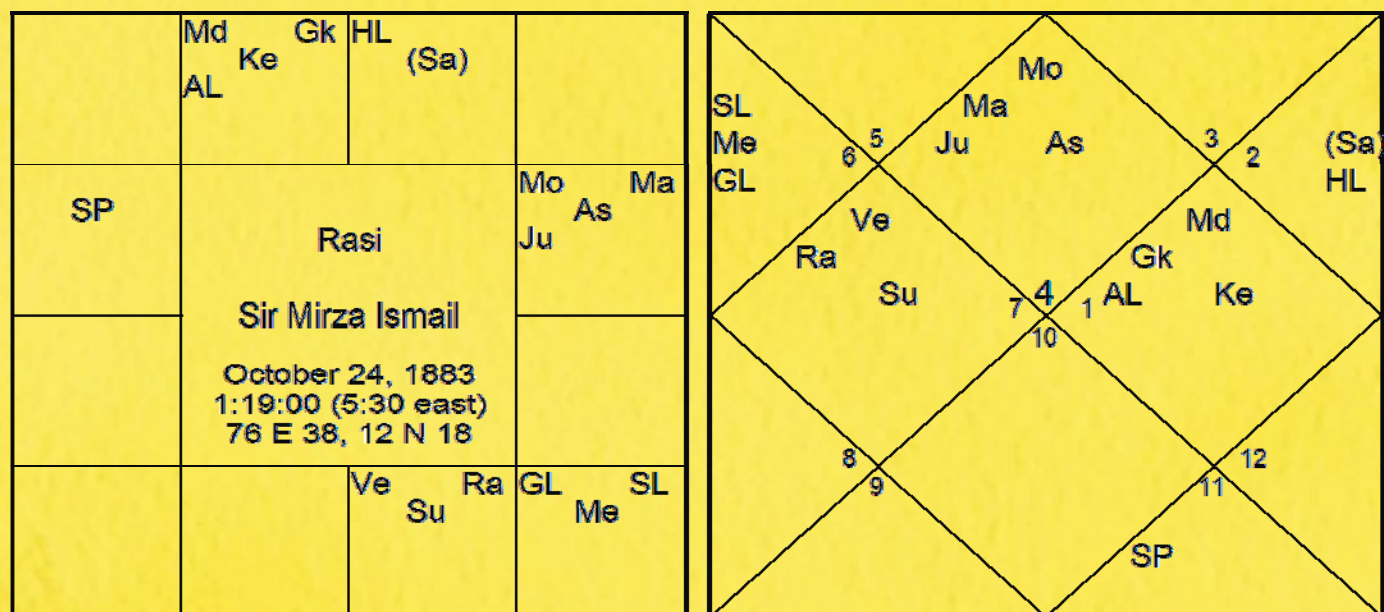 Md Gk
Ke
AL
HL
(Sa)
SP
Mo Ma
As
Ju
Rasi
Sir Mirza Ismail
October 24, 1883
1:19:00 (5:30 east)
76 E 38, 12 N 18
Ve Ra
Su
GL SL
Me
Mo
Ma
Ju As
SL
Me
GL
5
6
3
2
(Sa)
HL
Ve
Ra
Su
Md
Gk
AL Ke
7 4 1
10
8
9
12
11
SP